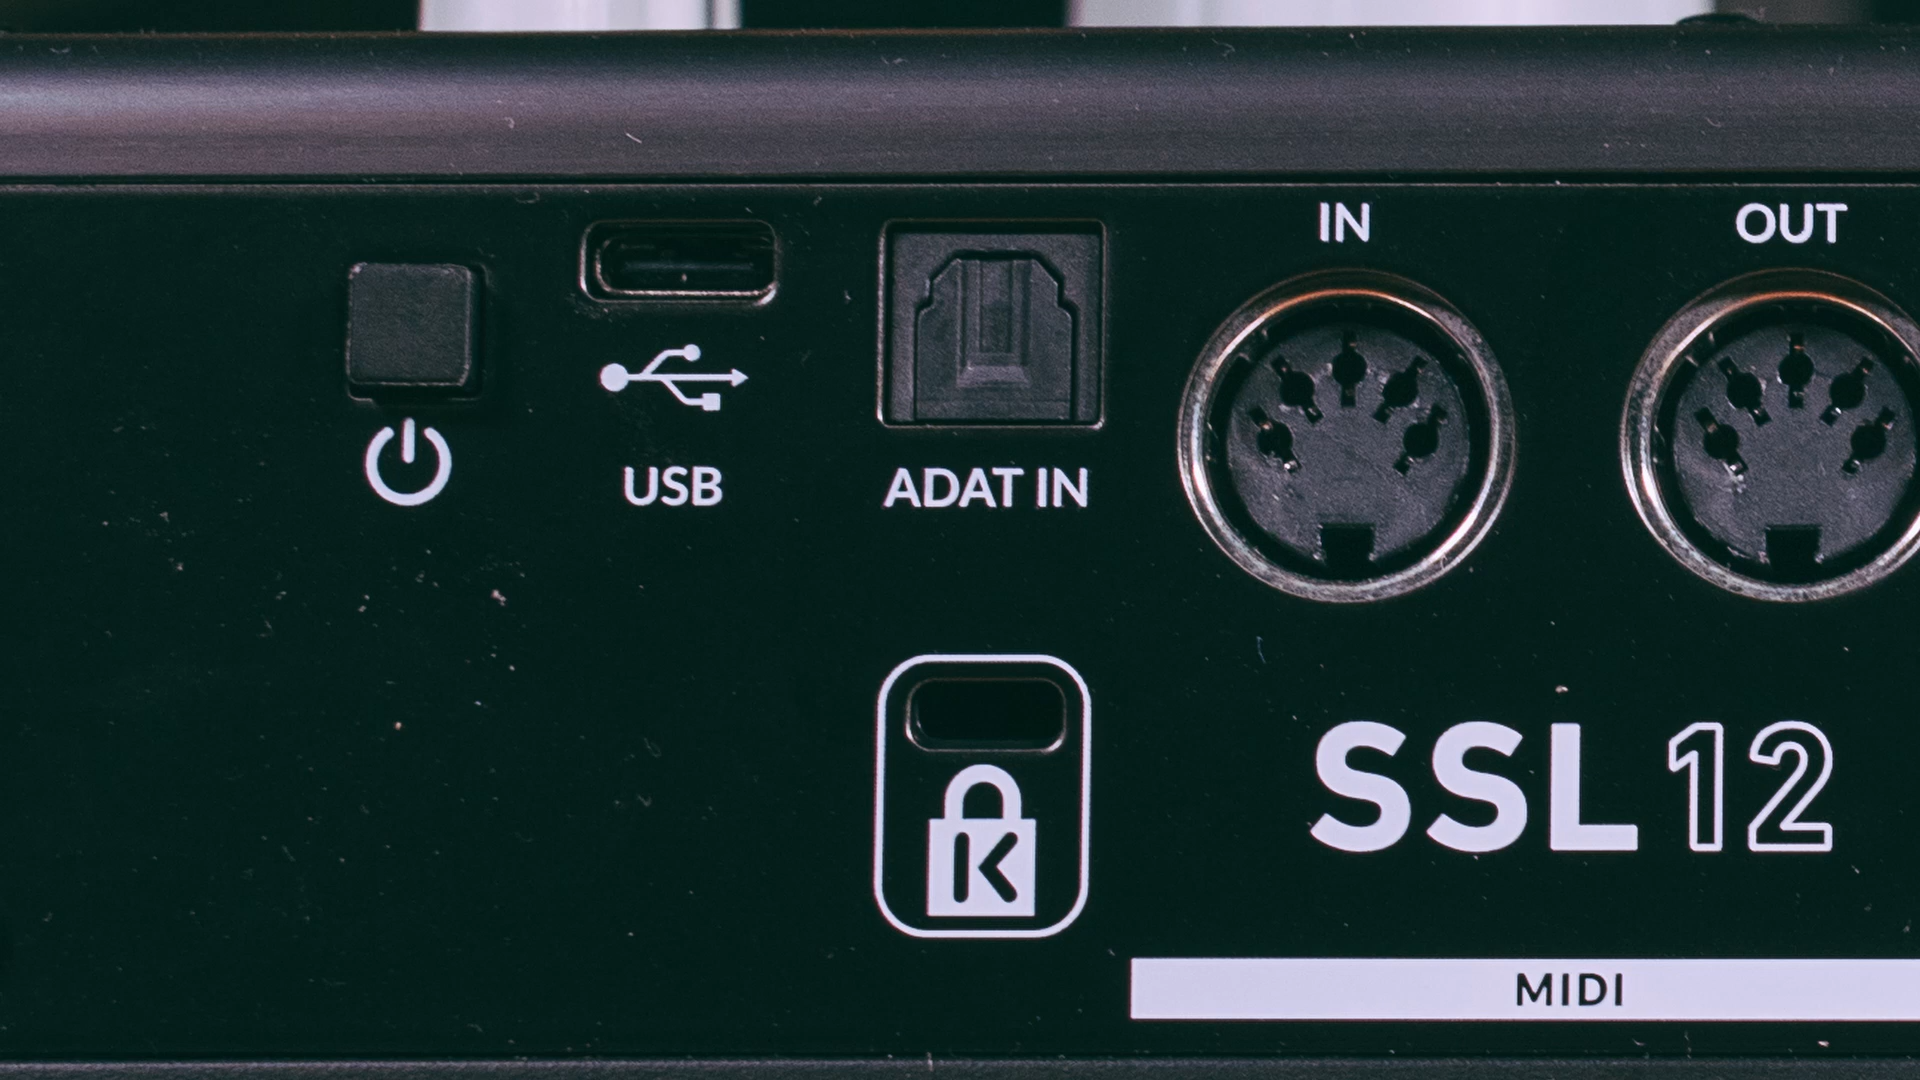 IN
OUT
USB
ADAT IN
K
SSL 12
MIDI